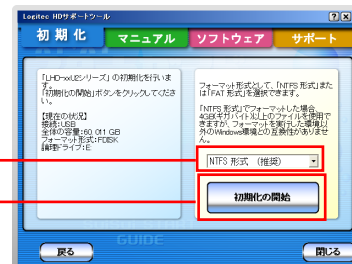 Logitec HDサポートツール
初期化
マニュアル
ソフトウェア
サポート
「LHD-xxU2シリーズ」の初期化を行いま
す。
「初期化の開始」ボタンをクリックしてくださ
い。
【現在の状況】
接続:USB
全体の容量:60.011 GB
フォーマット形式:FDISK
論理ドライブ:E
フォーマット形式として、「NTFS 形式」また
は「FAT 形式」を選択できます。
「NTFS 形式」でフォーマットした場合、
4GB(ギガバイト)以上のファイルを使用で
きますが、フォーマットを実行した環境以
外のWindows環境との互換性がありませ
ん。
NTFS 形式 (推奨)
初期化の開始
GUIDE
戻る
閉じる